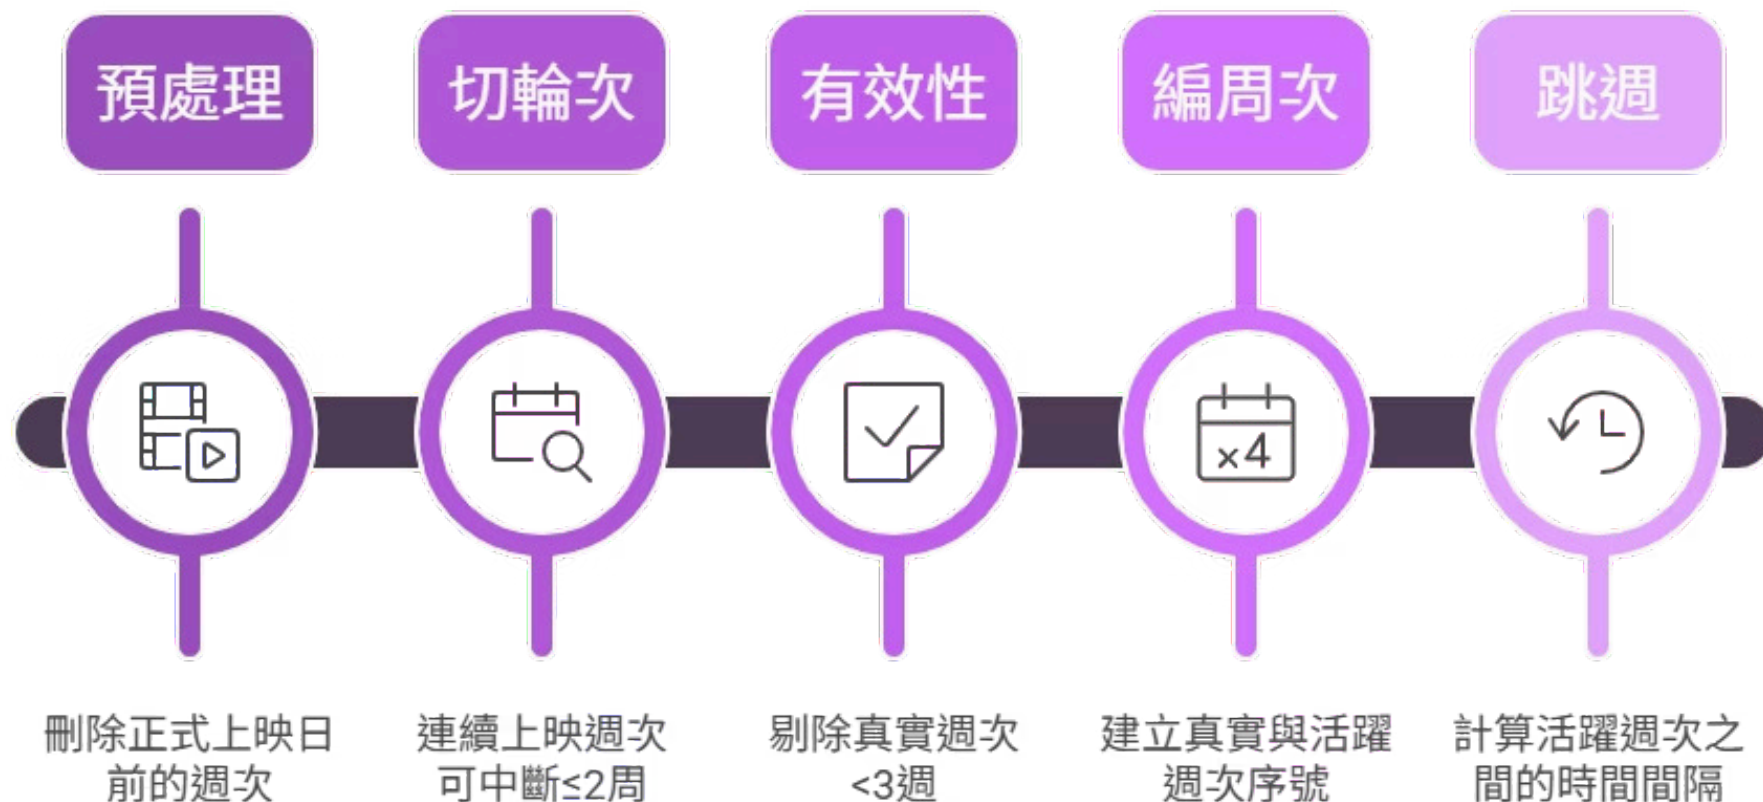 預處理
切輪次
有效性
編周次
跳週
x4
刪除正式上映日
前的週次
連續上映週次
可中斷≤2周
剔除真實週次
<3週
建立真實與活躍
週次序號
計算活躍週次之
間的時間間隔